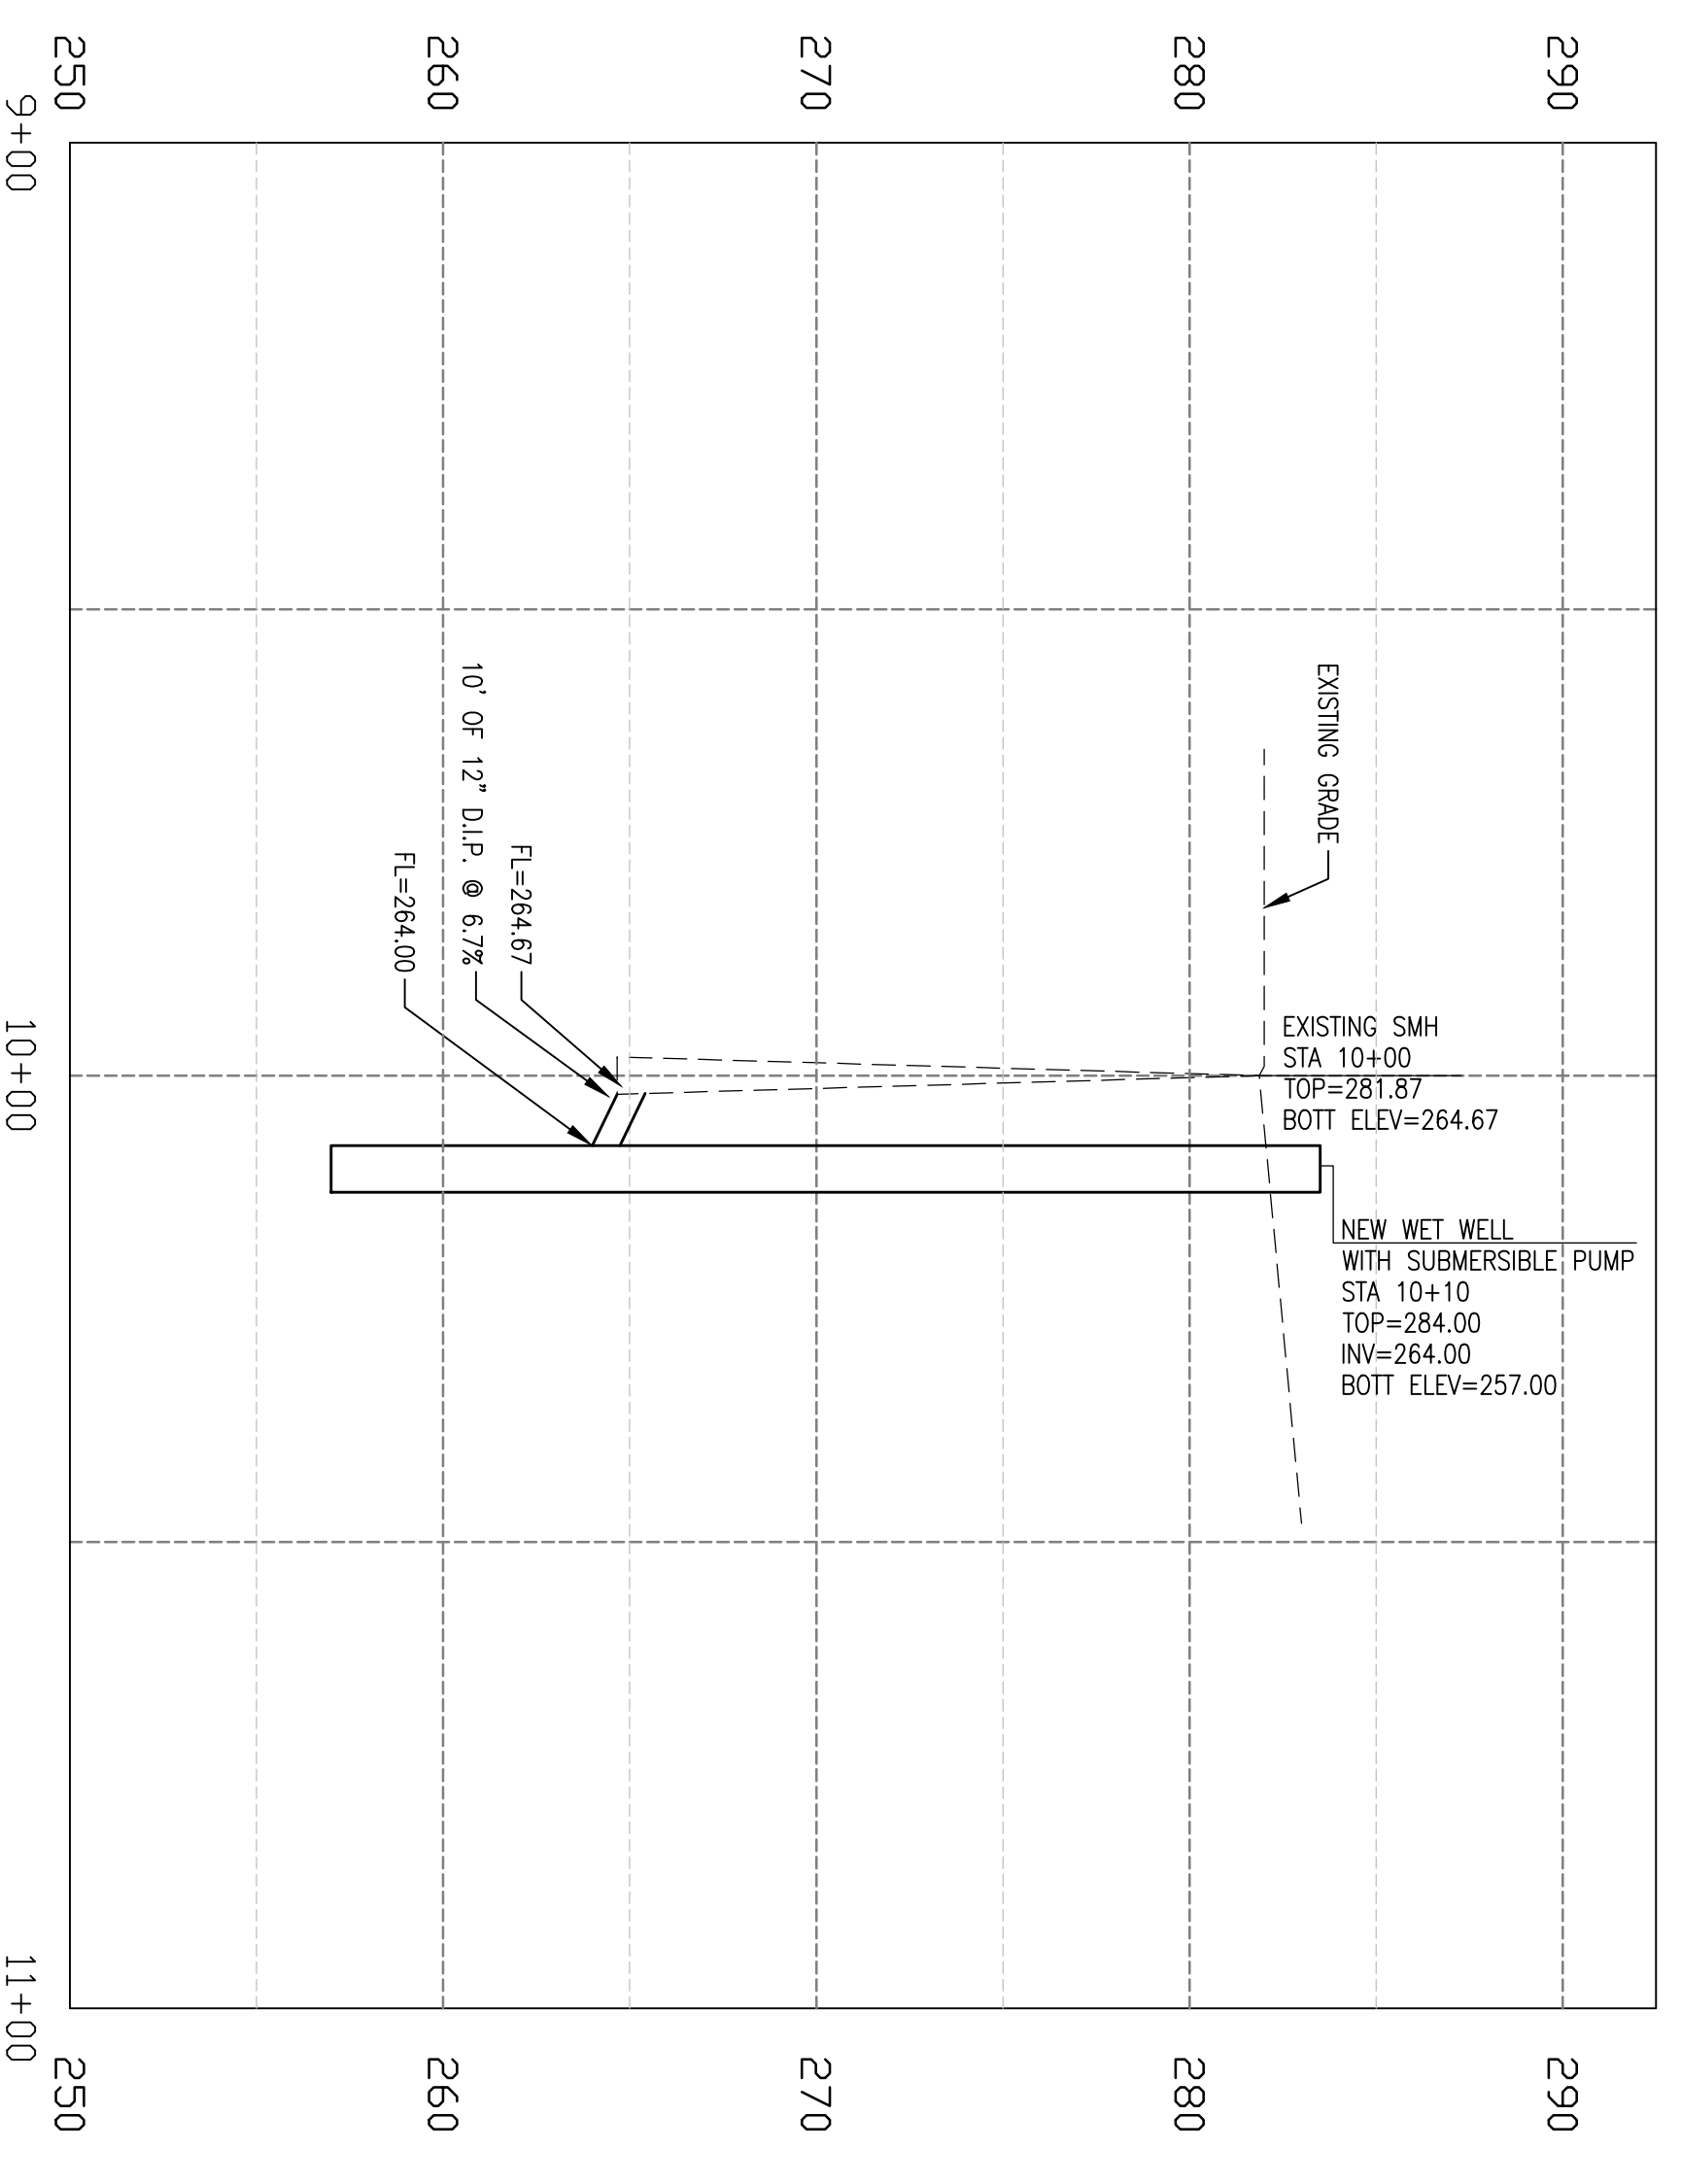 290
280
270
260
250
290
280
270
260
250
9+00
10+00
11+00
EXISTING GRADE
EXISTING SMH
STA 10+00
TOP=281.87
BOTT ELEV=264.67
NEW WET WELL
WITH SUBMERSIBLE PUMP
STA 10+10
TOP=284.00
INV=264.00
BOTT ELEV=257.00
FL=264.67
10' OF 12" D.I.P. @ 6.7%
FL=264.00